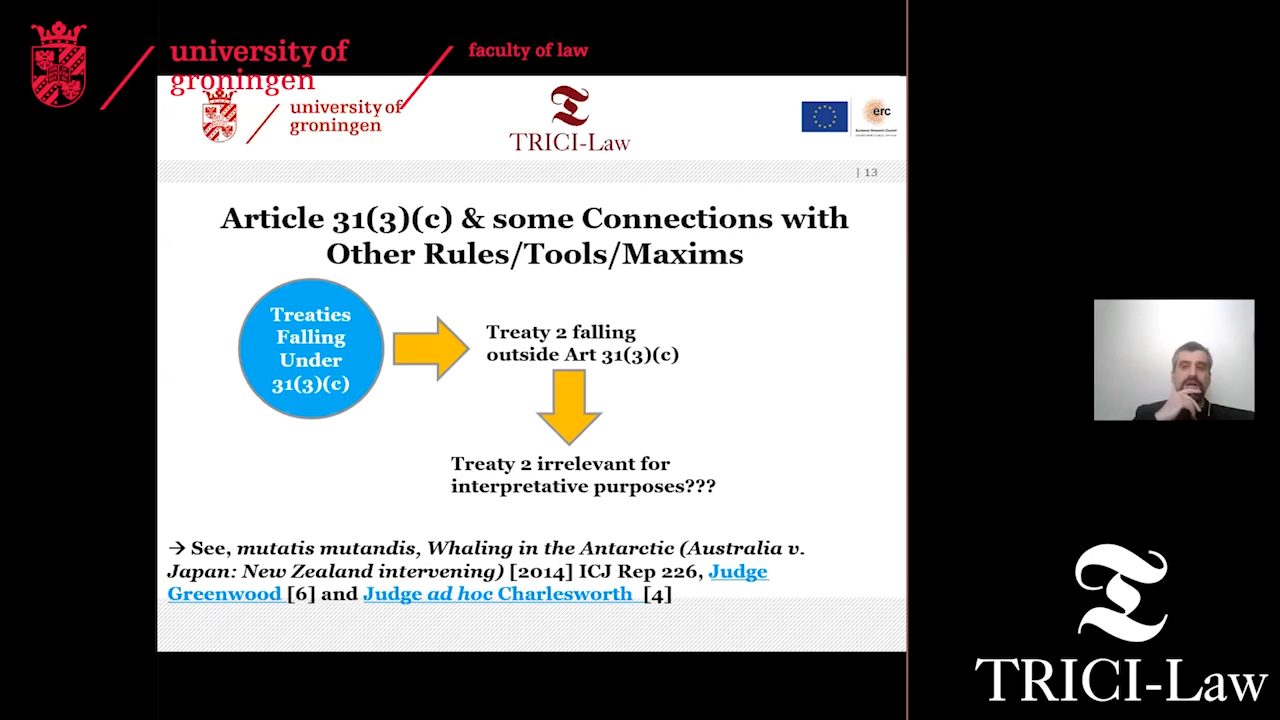 university of
groningen
faculty of law
university of
groningen
TRICI-Law
erc
| 13
Article 31(3)(c) & some Connections with
Other Rules/Tools/Maxims
Treaties
Falling
Under
31(3)(c)
Treaty 2 falling
outside Art 31(3)(c)
Treaty 2 irrelevant for
interpretative purposes???
→ See, mutatis mutandis, Whaling in the Antarctic (Australia v.
Japan: New Zealand intervening) [2014] ICJ Rep 226, Judge
Greenwood [6] and Judge ad hoc Charlesworth [4]
TRICI-Law